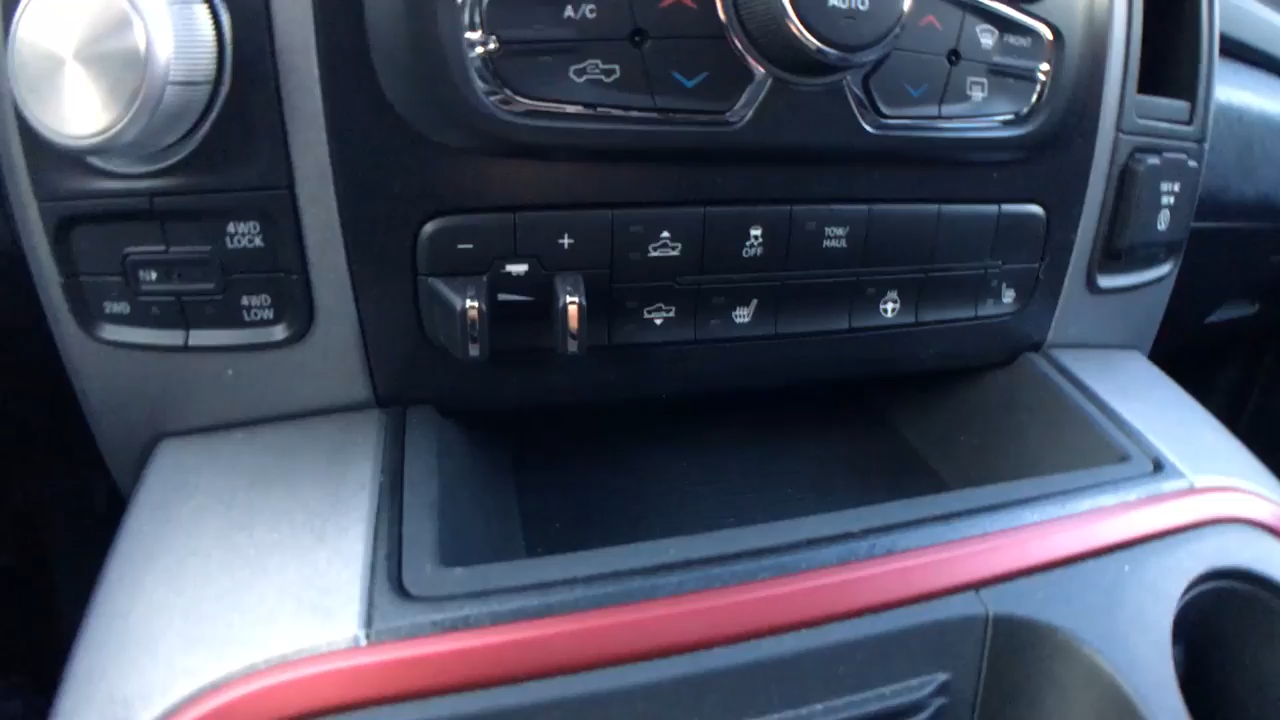 A/C
AUTO
FRONT
4WD
LOCK
N
2WD
4WD
LOW
−
+
OFF
TOW/
HAUL